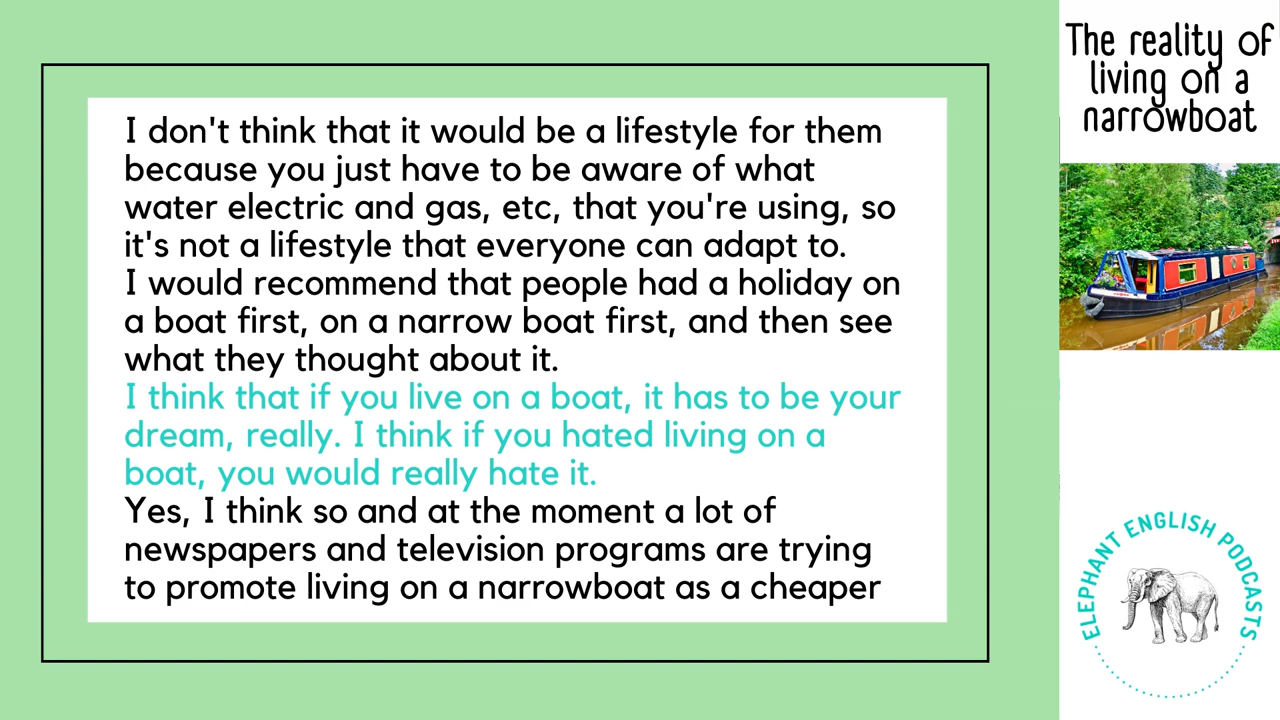 I don't think that it would be a lifestyle for them
because you just have to be aware of what
water electric and gas, etc, that you're using, so
it's not a lifestyle that everyone can adapt to.
I would recommend that people had a holiday on
a boat first, on a narrow boat first, and then see
what they thought about it.
I think that if you live on a boat, it has to be your
dream, really. I think if you hated living on a
boat, you would really hate it.
Yes, I think so and at the moment a lot of
newspapers and television programs are trying
to promote living on a narrowboat as a cheaper
The reality of
living on a
narrowboat
ELEPHANT ENGLISH PODCASTS